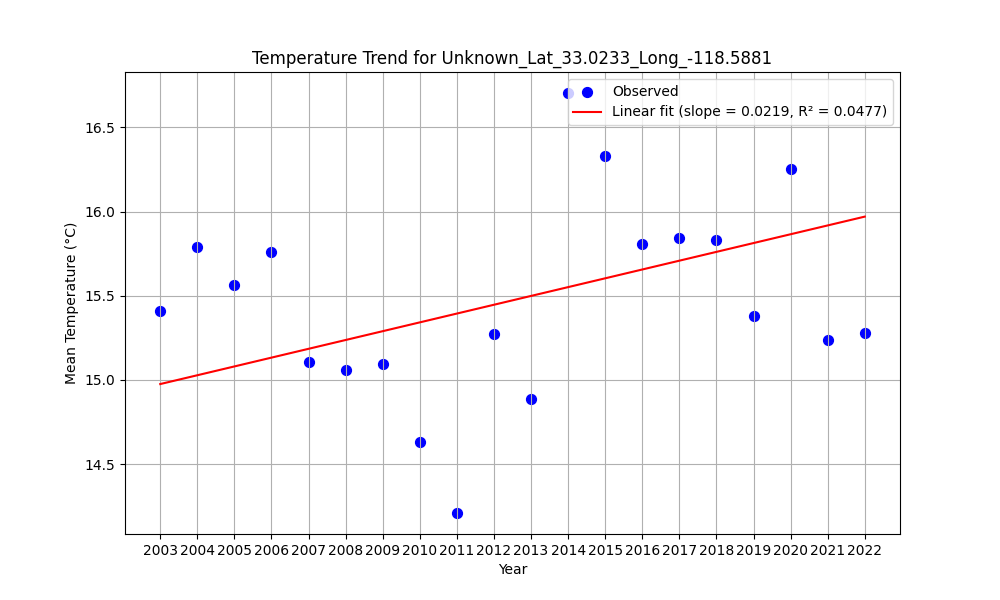 Temperature Trend for Unknown_Lat_33.0233_Long_-118.5881
Observed
Linear fit (slope = 0.0219, R² = 0.0477)
Mean Temperature (°C)
16.5
16.0
15.5
15.0
14.5
2003 2004 2005 2006 2007 2008 2009 2010 2011 2012 2013 2014 2015 2016 2017 2018 2019 2020 2021 2022
Year